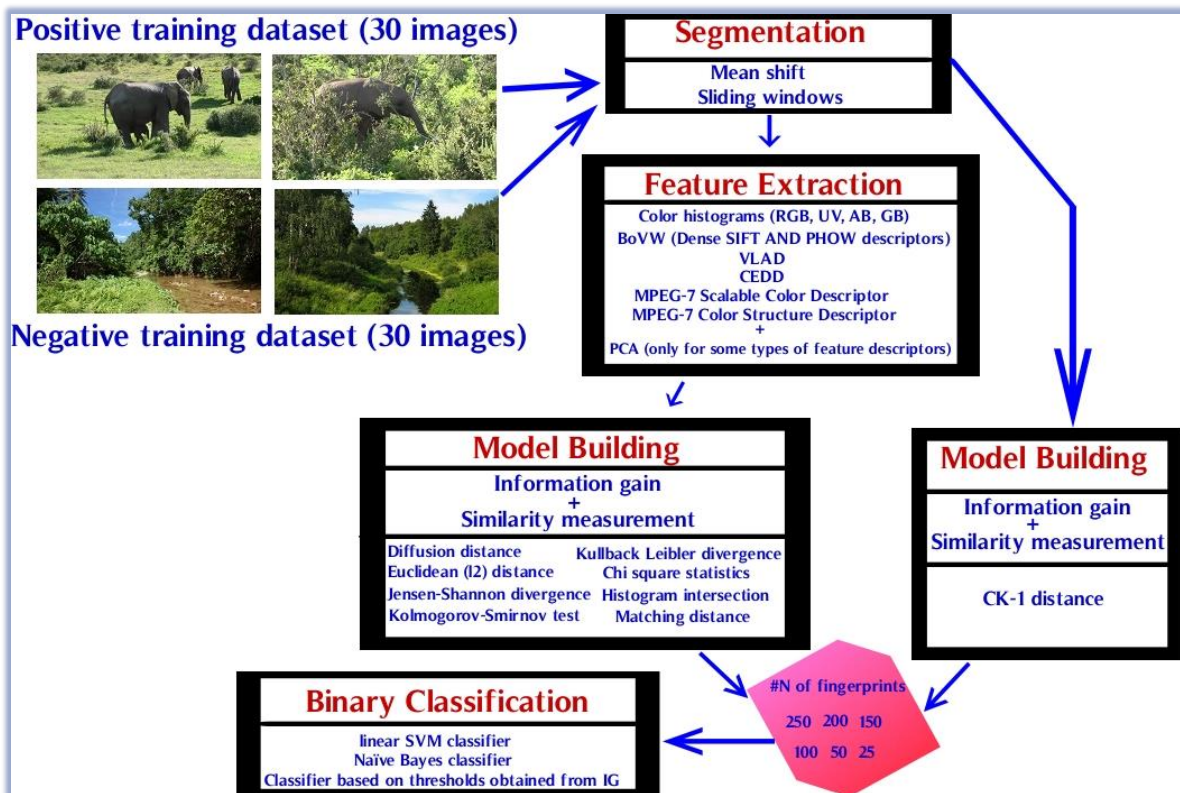 Positive training dataset (30 images)
Negative training dataset (30 images)
Segmentation
Mean shift
Sliding windows
Feature Extraction
Color histograms (RGB, UV, AB, GB)
BoVW (Dense SIFT AND PHOW descriptors)
VLAD
CEDD
MPEG-7 Scalable Color Descriptor
MPEG-7 Color Structure Descriptor
+
PCA (only for some types of feature descriptors)
Model Building
Information gain
+
Similarity measurement
Diffusion distance
Kullback Leibler divergence
Euclidean (l2) distance
Chi square statistics
Jensen-Shannon divergence
Histogram intersection
Kolmogorov-Smirnov test
Matching distance
Model Building
Information gain
+
Similarity measurement
CK-1 distance
#N of fingerprints
250 200 150
100 50 25
Binary Classification
linear SVM classifier
Naïve Bayes classifier
Classifier based on thresholds obtained from IG